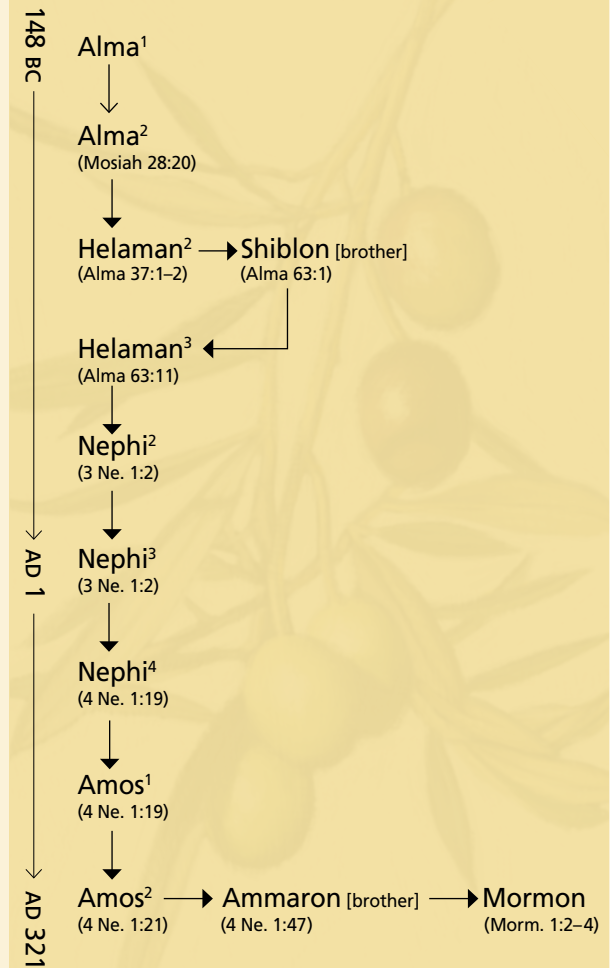 148 BC
Alma¹
Alma²
(Mosiah 28:20)
Helaman² Shiblon [brother]
(Alma 37:1–2) (Alma 63:1)
Helaman³
(Alma 63:11)
Nephi²
(3 Ne. 1:2)
AD 1
Nephi³
(3 Ne. 1:2)
Nephi⁴
(4 Ne. 1:19)
Amos¹
(4 Ne. 1:19)
AD 321
Amos² Ammaron [brother] Mormon
(4 Ne. 1:21) (4 Ne. 1:47) (Morm. 1:2–4)